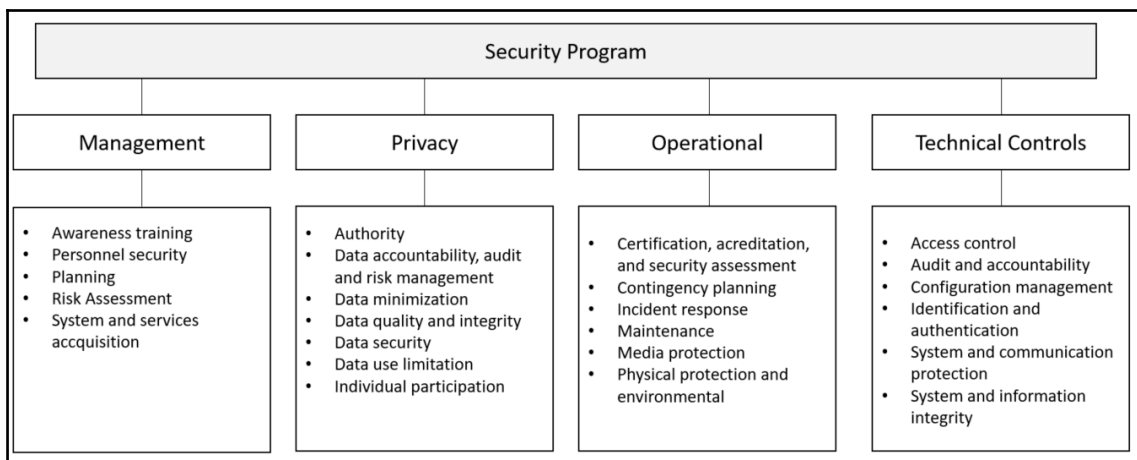 Security Program
Management
Privacy
Operational
Technical Controls
• Awareness training
• Personnel security
• Planning
• Risk Assessment
• System and services
accquisition
• Authority
• Data accountability, audit
and risk management
• Data minimization
• Data quality and integrity
• Data security
• Data use limitation
• Individual participation
• Certification, acreditation,
and security assessment
• Contingency planning
• Incident response
• Maintenance
• Media protection
• Physical protection and
environmental
• Access control
• Audit and accountability
• Configuration management
• Identification and
authentication
• System and communication
protection
• System and information
integrity